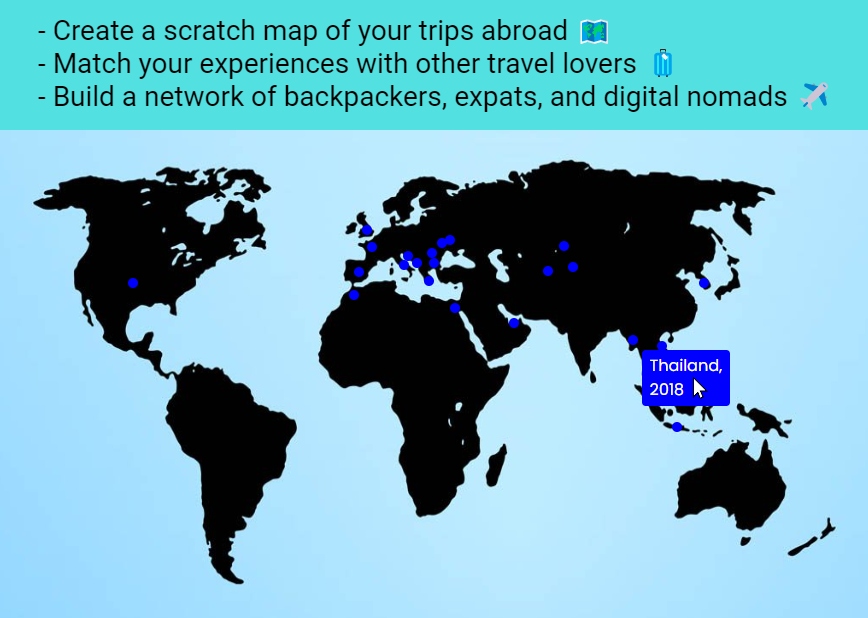 - Create a scratch map of your trips abroad
- Match your experiences with other travel lovers
- Build a network of backpackers, expats, and digital nomads
Thailand,
2018